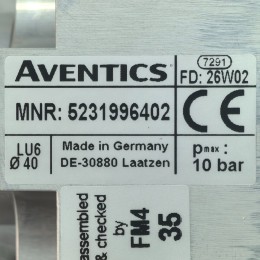 AVENTICS
7291
FD: 26W02
MNR: 5231996402
CE
LU6
Ø 40
Made in Germany
DE-30880 Laatzen
pmax:
10 bar
assembled
& checked
by
FM4
35